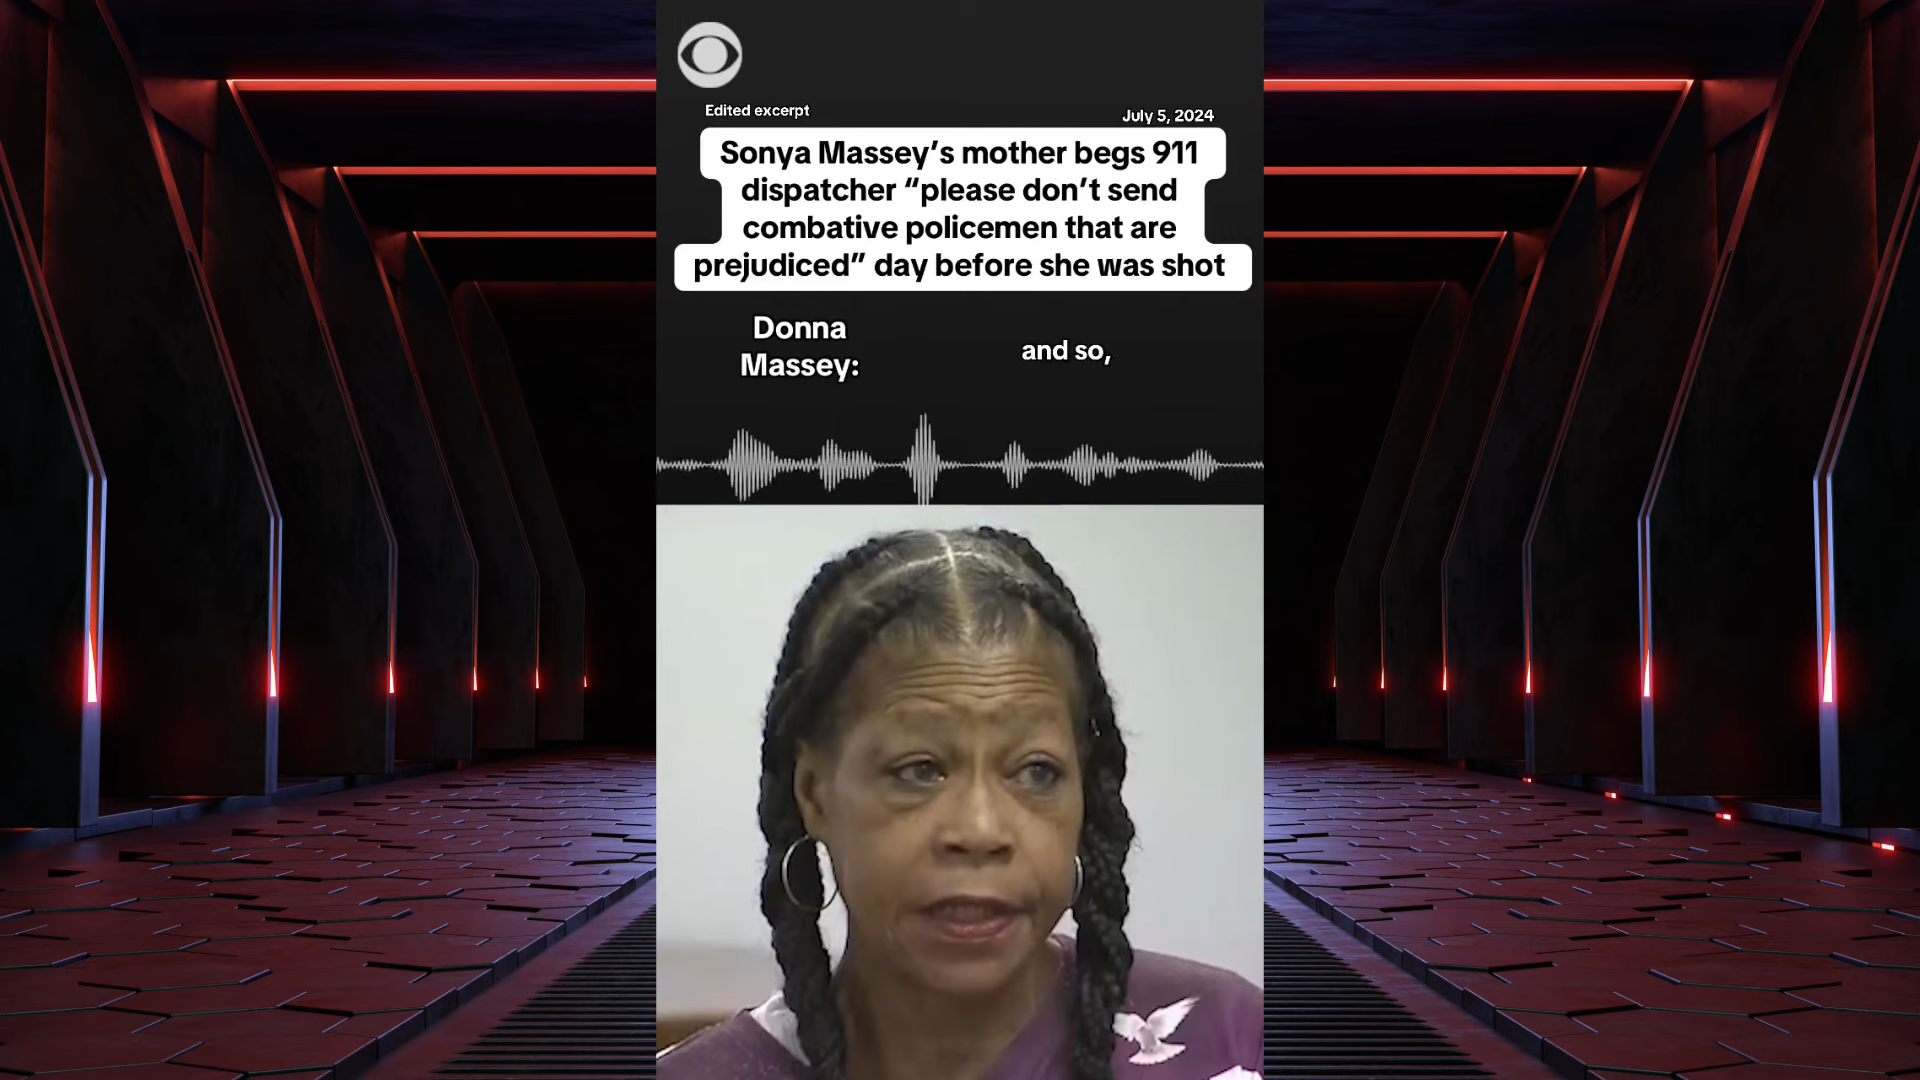 Edited excerpt
July 5, 2024
Sonya Massey’s mother begs 911
dispatcher “please don’t send
combative policemen that are
prejudiced” day before she was shot
Donna
Massey:
and so,